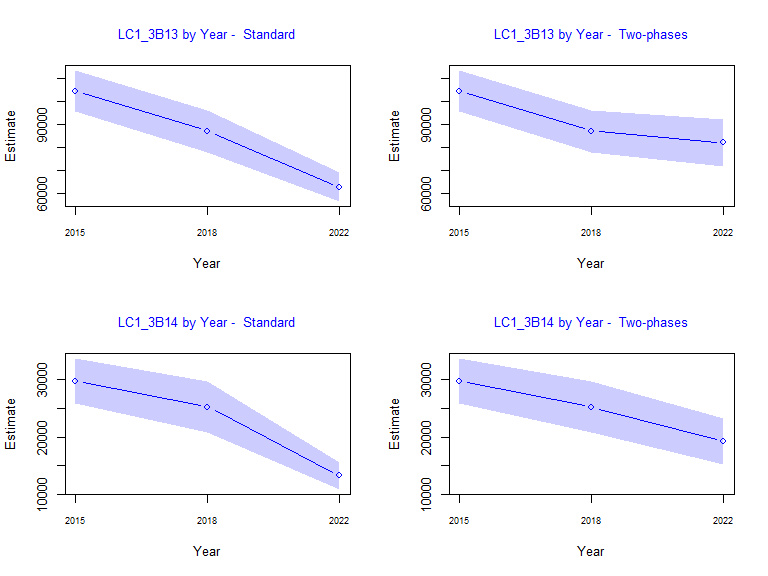 LC1_3B13 by Year -  Standard
Estimate
90000
60000
2015 2018 2022
Year
LC1_3B13 by Year -  Two-phases
Estimate
90000
60000
2015 2018 2022
Year
LC1_3B14 by Year -  Standard
Estimate
30000
20000
10000
2015 2018 2022
Year
LC1_3B14 by Year -  Two-phases
Estimate
30000
20000
10000
2015 2018 2022
Year